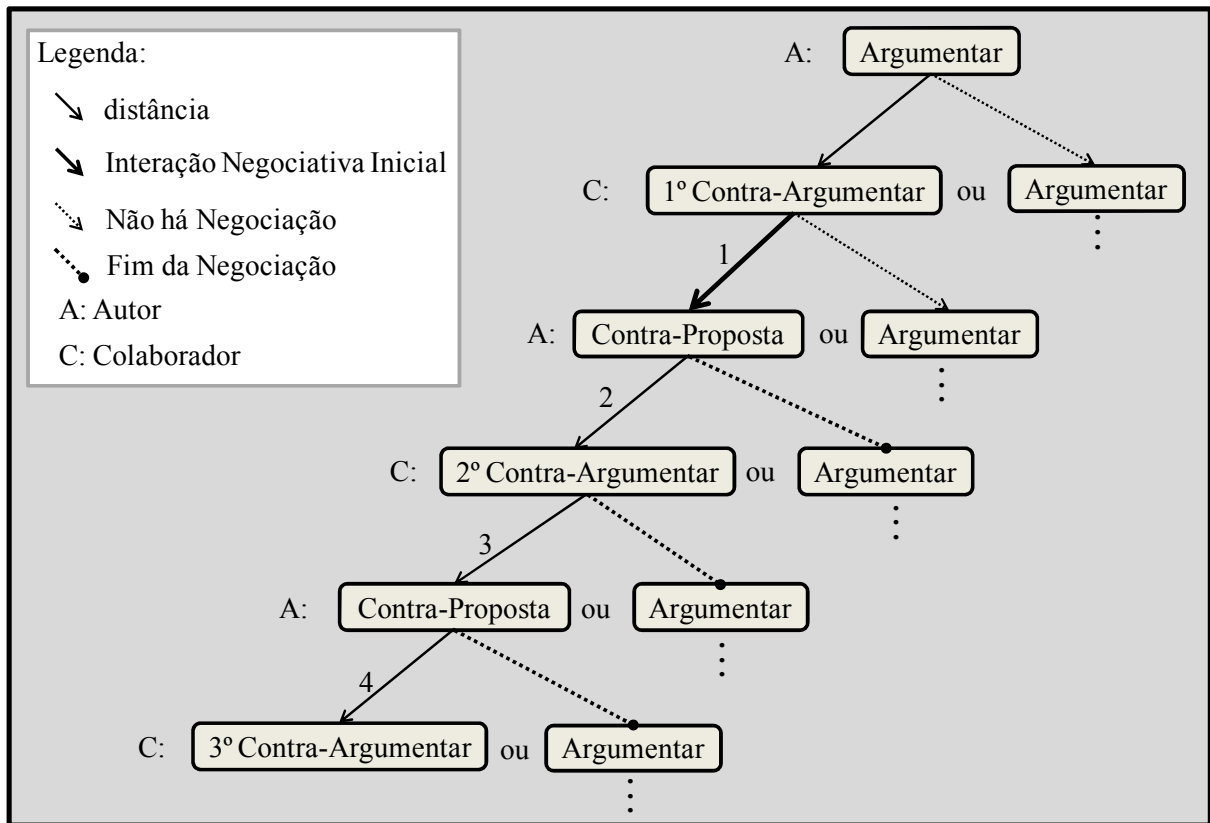 Legenda:
distância
Interação Negociativa Inicial
Não há Negociação
Fim da Negociação
A: Autor
C: Colaborador
A: Argumentar
C: 1º Contra-Argumentar ou Argumentar
1
A: Contra-Proposta ou Argumentar
2
C: 2º Contra-Argumentar ou Argumentar
3
A: Contra-Proposta ou Argumentar
4
C: 3º Contra-Argumentar ou Argumentar